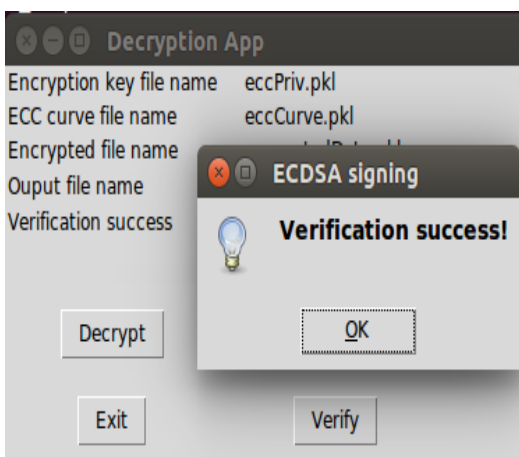 Decryption App
Encryption key file name eccPriv.pkl
ECC curve file name eccCurve.pkl
Encrypted file name
Ouput file name
Verification success
ECDSA signing
Verification success!
OK
Decrypt
Exit Verify